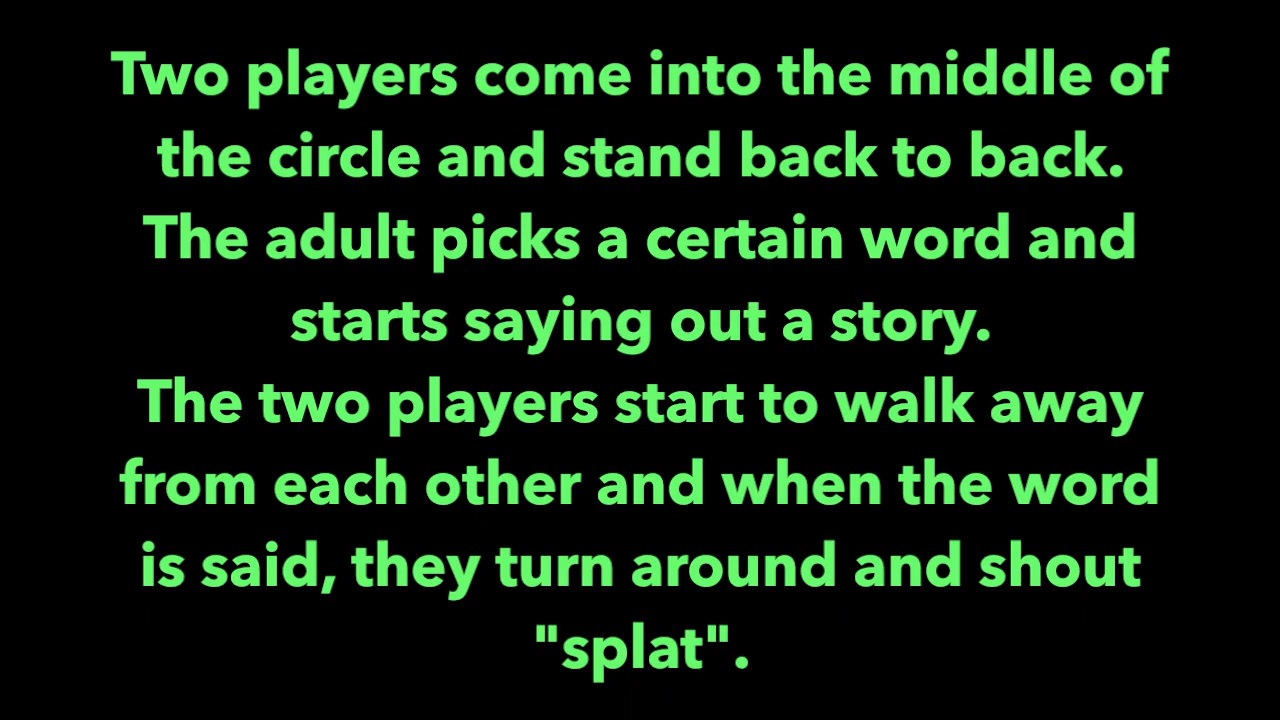 Two players come into the middle of
the circle and stand back to back.
The adult picks a certain word and
starts saying out a story.
The two players start to walk away
from each other and when the word
is said, they turn around and shout
"splat".